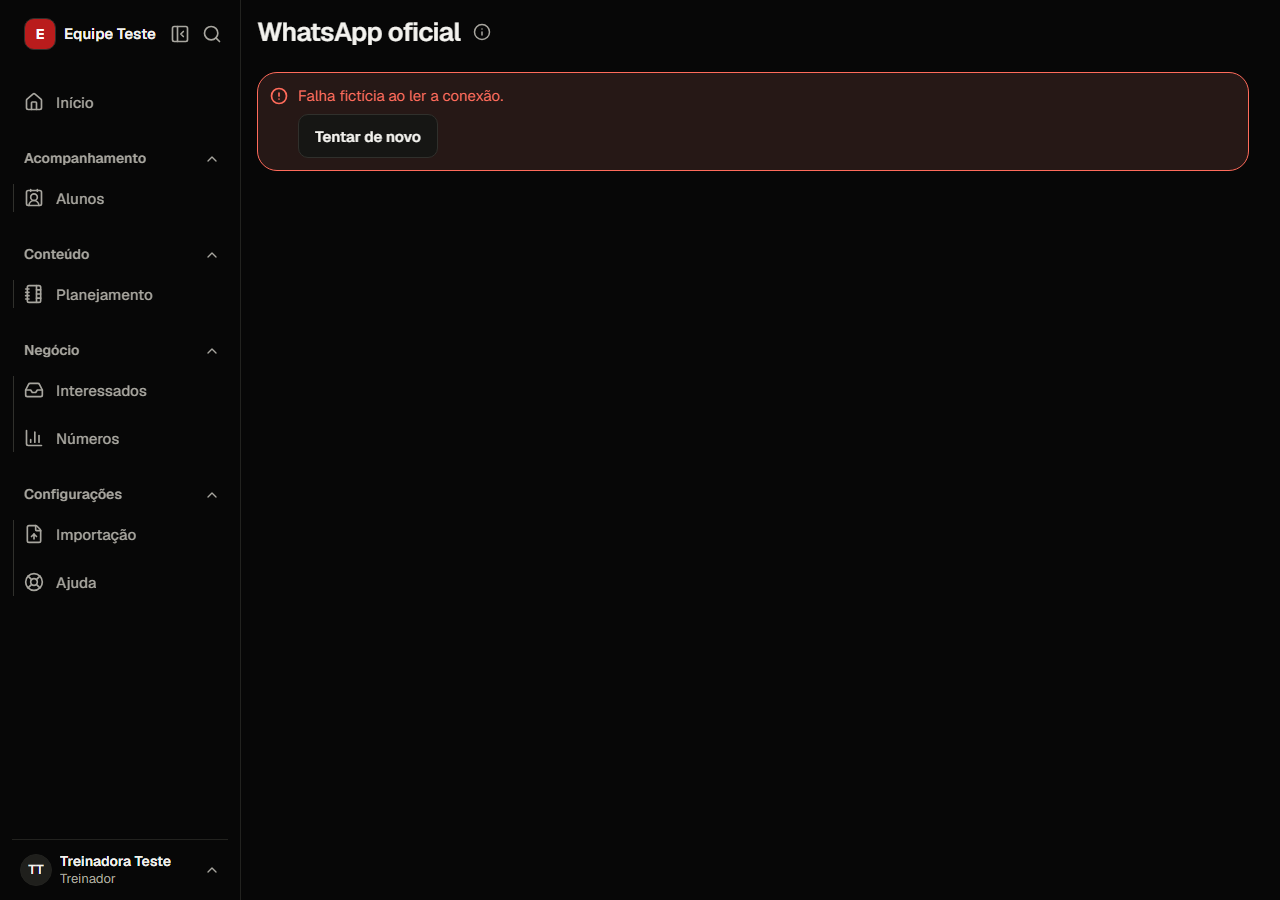 E
Equipe Teste
Início
Acompanhamento
Alunos
Conteúdo
Planejamento
Negócio
Interessados
Números
Configurações
Importação
Ajuda
TT
Treinadora Teste
Treinador
WhatsApp oficial
Falha fictícia ao ler a conexão.
Tentar de novo